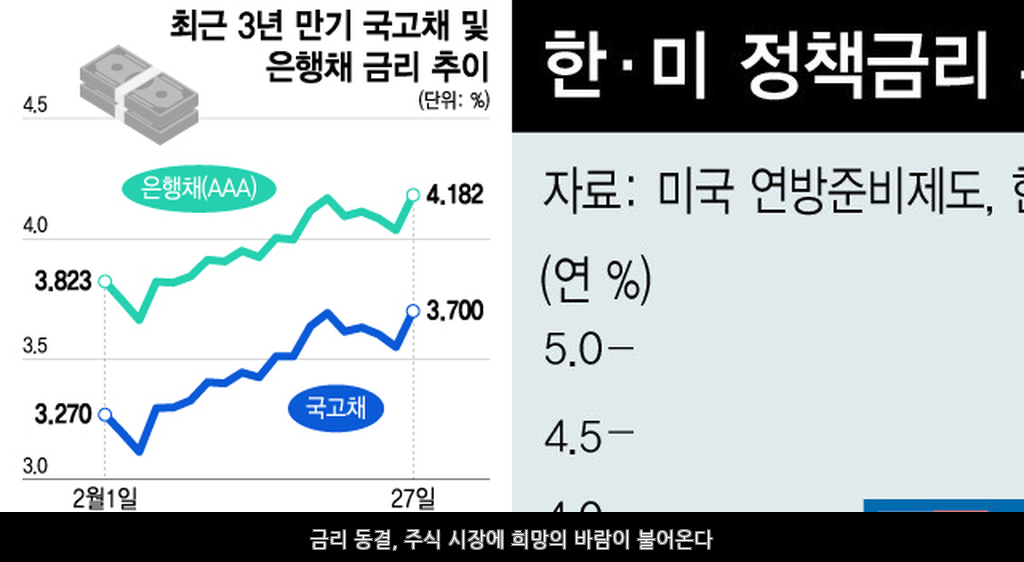 최근 3년 만기 국고채 및
은행채 금리 추이
(단위: %)
4.5
은행채(AAA)
4.182
4.0
3.823
3.700
3.5
국고채
3.270
3.0
2월1일
27일
한·미 정책금리
자료: 미국 연방준비제도,
(연 %)
5.0
4.5
금리 동결, 주식 시장에 희망의 바람이 불어온다